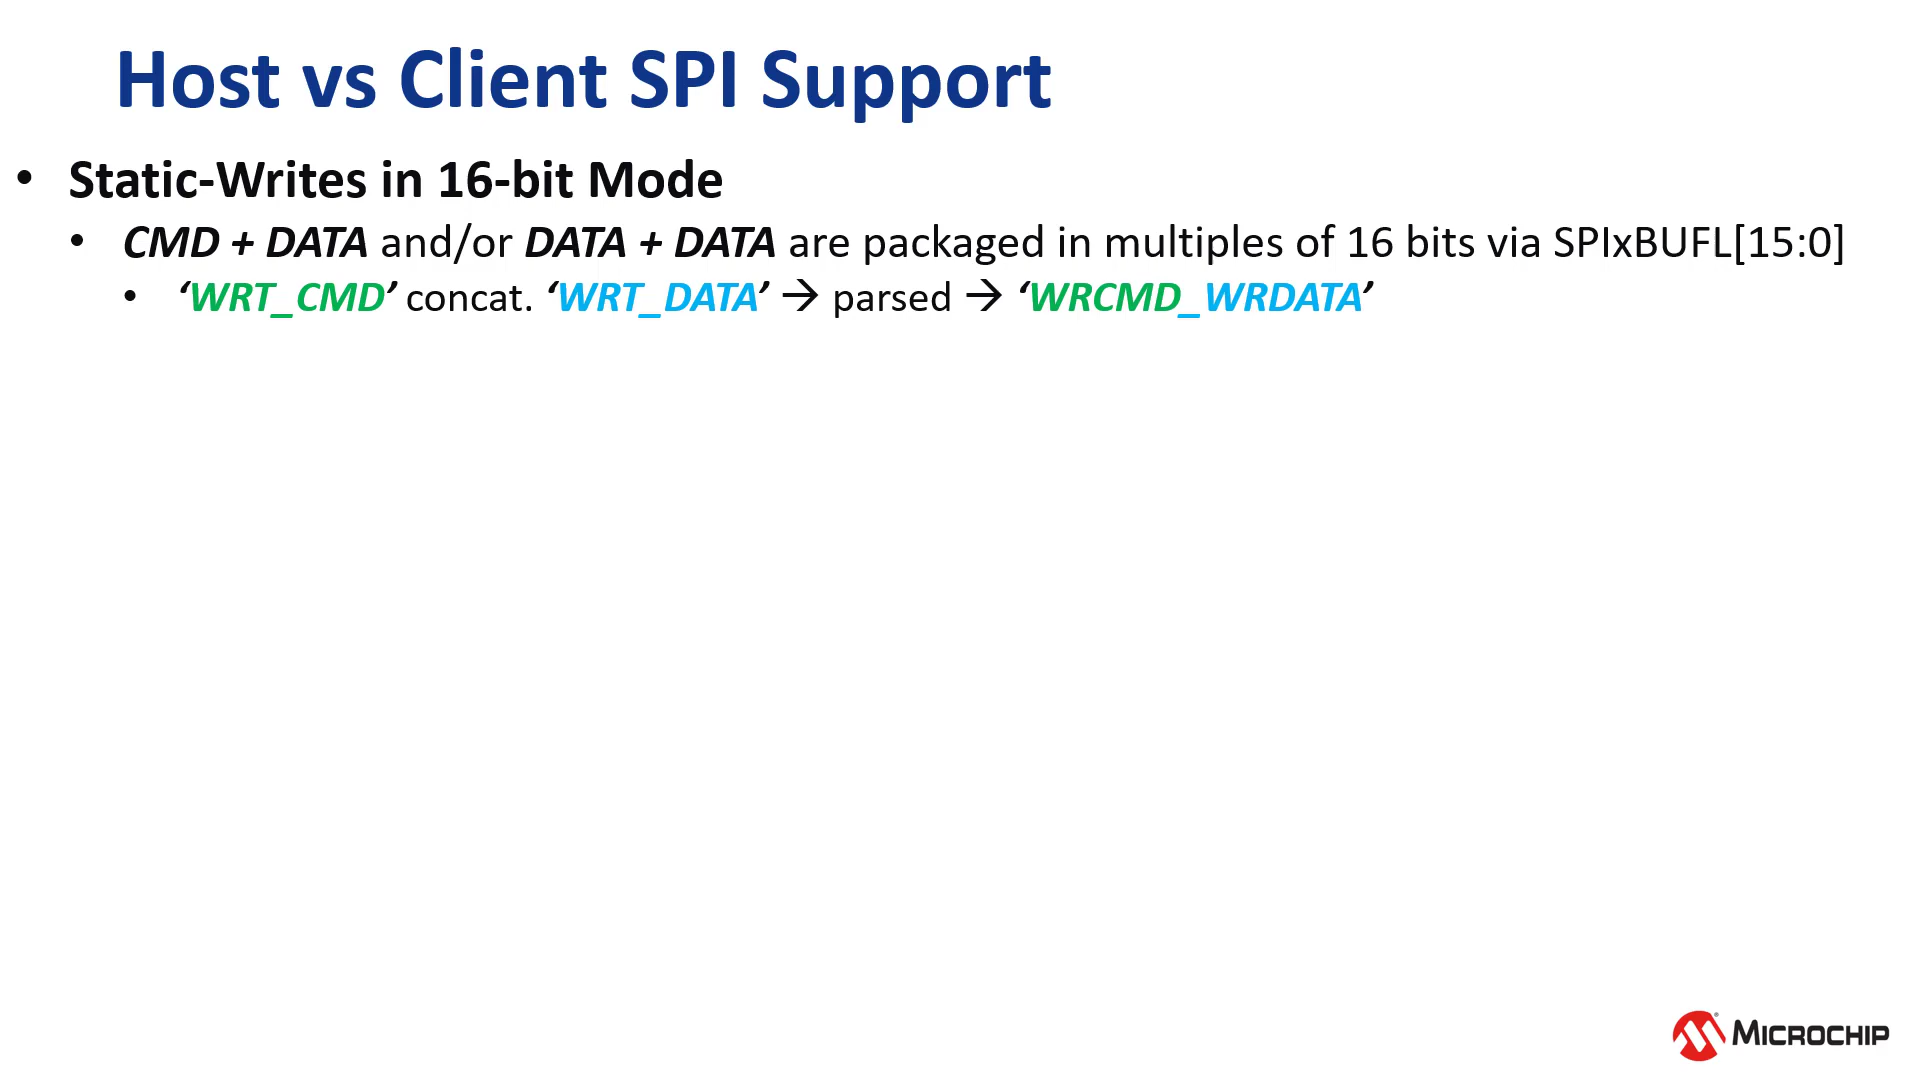 Host vs Client SPI Support
• Static-Writes in 16-bit Mode
• CMD + DATA and/or DATA + DATA are packaged in multiples of 16 bits via SPIxBUFL[15:0]
• ‘WRT_CMD’ concat. ‘WRT_DATA’ → parsed → ‘WRCMD_WRDATA’
MICROCHIP